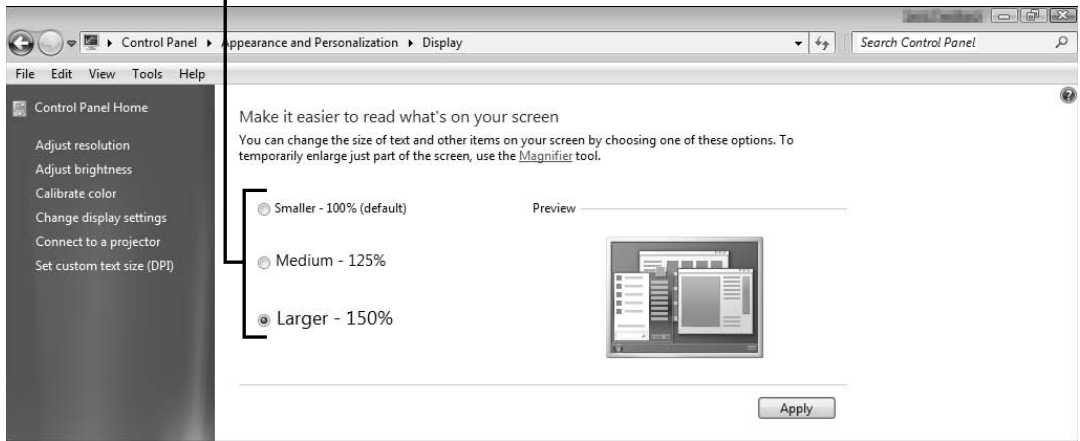 Control Panel Appearance and Personalization Display
Search Control Panel
File Edit View Tools Help
Control Panel Home
Adjust resolution
Adjust brightness
Calibrate color
Change display settings
Connect to a projector
Set custom text size (DPI)
Make it easier to read what's on your screen
You can change the size of text and other items on your screen by choosing one of these options. To
temporarily enlarge just part of the screen, use the Magnifier tool.
Smaller - 100% (default)
Medium - 125%
Larger - 150%
Preview
Apply